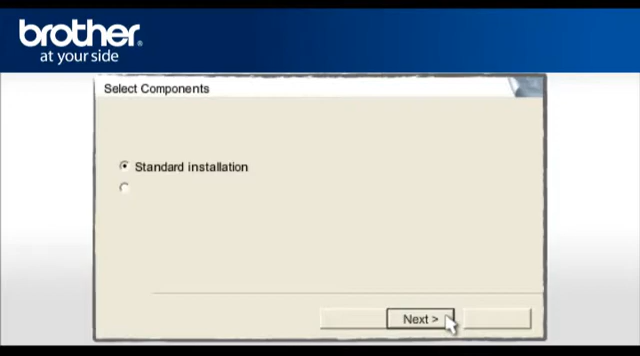 brother®
at your side
Select Components
Standard installation
Next >